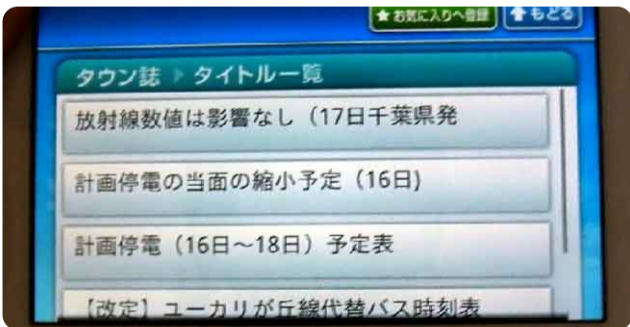 ★お気に入りへ登録
もどる
タウン誌 タイトル一覧
放射線数値は影響なし（17日千葉県発
計画停電の当面の縮小予定（16日)
計画停電（16日～18日）予定表
【改定】ユーカリが丘線代替バス時刻表